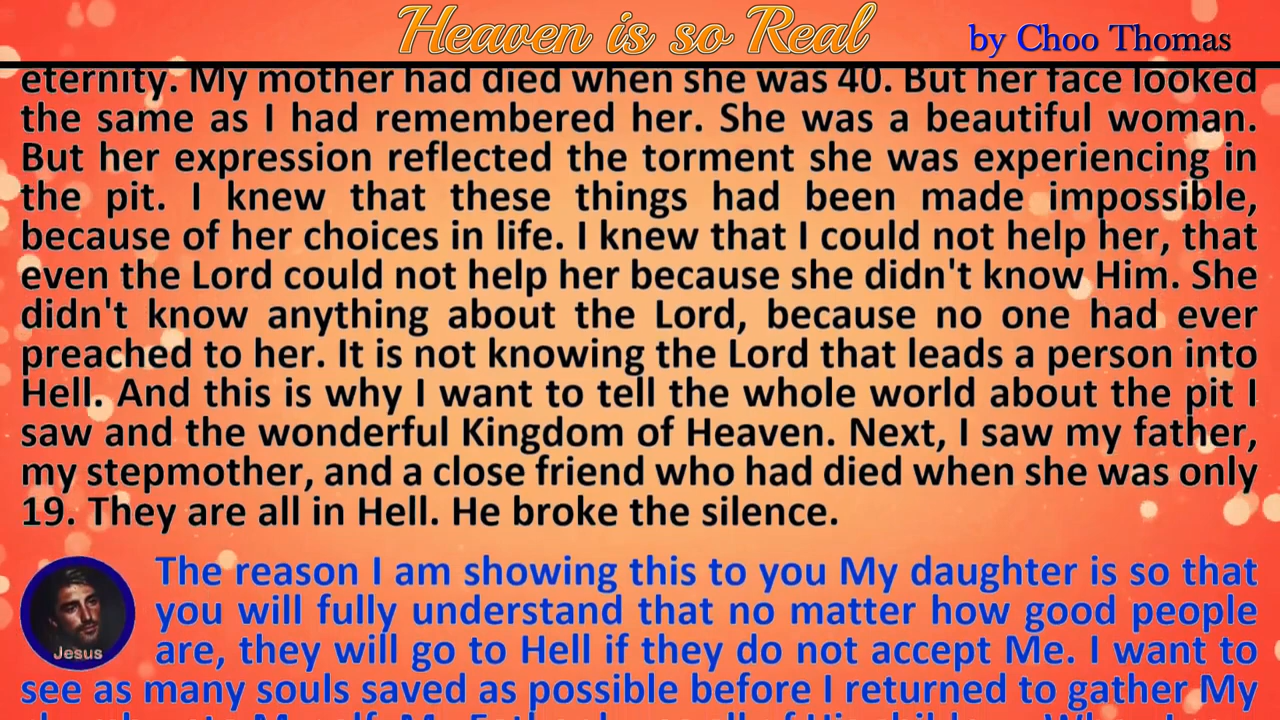 Heaven is so Real by Choo Thomas
eternity. My mother had died when she was 40. But her face looked
the same as I had remembered her. She was a beautiful woman.
But her expression reflected the torment she was experiencing in
the pit. I knew that these things had been made impossible,
because of her choices in life. I knew that I could not help her, that
even the Lord could not help her because she didn't know Him. She
didn't know anything about the Lord, because no one had ever
preached to her. It is not knowing the Lord that leads a person into
Hell. And this is why I want to tell the whole world about the pit I
saw and the wonderful Kingdom of Heaven. Next, I saw my father,
my stepmother, and a close friend who had died when she was only
19. They are all in Hell. He broke the silence.
The reason I am showing this to you My daughter is so that
you will fully understand that no matter how good people
are, they will go to Hell if they do not accept Me. I want to
Jesus
see as many souls saved as possible before I returned to gather My